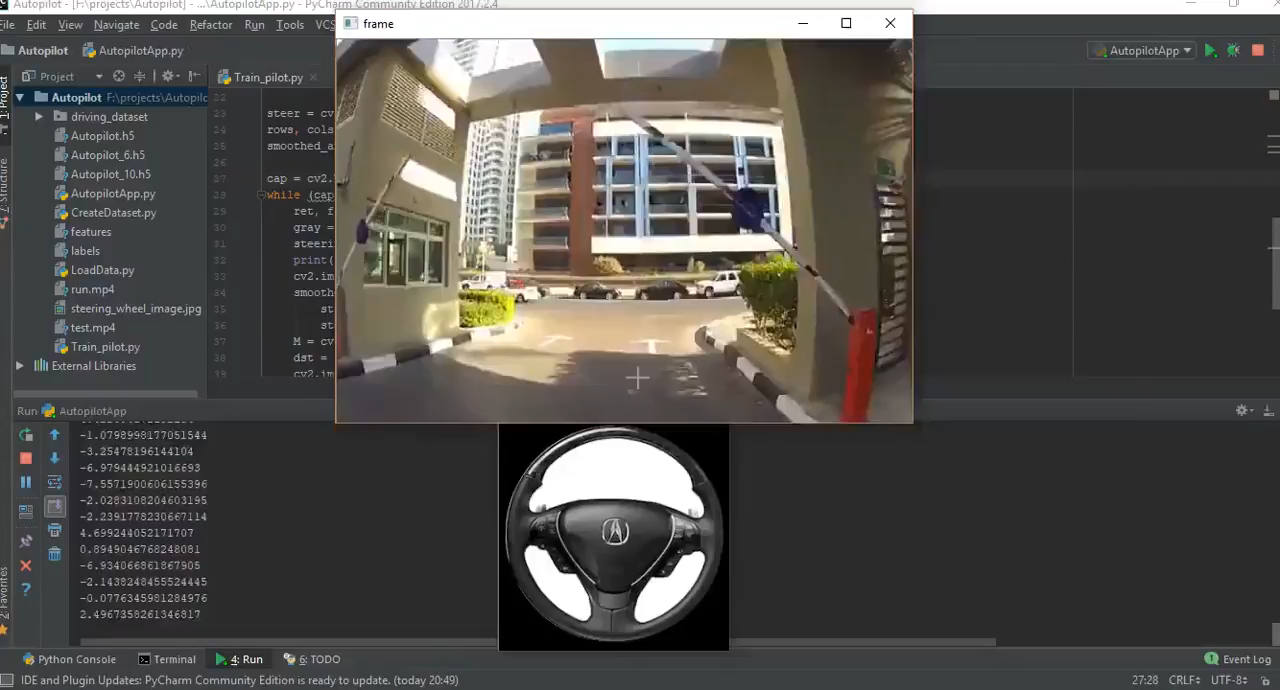 Autopilot - [F:\projects\Autopilot] - ...\AutopilotApp.py - PyCharm Community Edition 2017.2.4
File Edit View Navigate Code Refactor Run Tools VCS
frame
Autopilot AutopilotApp.py
AutopilotApp
Project
Train_pilot.py
1: Project
Z: Structure
2: Favorites
Autopilot F:\projects\Autopilo
driving_dataset
Autopilot.h5
Autopilot_6.h5
Autopilot_10.h5
AutopilotApp.py
CreateDataset.py
features
labels
LoadData.py
run.mp4
steering_wheel_image.jpg
test.mp4
Train_pilot.py
External Libraries
22
23 steer = cv
24 rows, cols
25 smoothed_a
26
27 cap = cv2.
28 while (cap
29 ret, f
30 gray =
31 steeri
32 print(
33 cv2.im
34 smooth
35 st
36 st
37 M = cv
38 dst =
39 cv2.im
Run AutopilotApp
-1.0798998177051544
-3.25478196144104
-6.979444921016693
-7.5571900606155396
-2.0283108204603195
-2.2391778230667114
4.699244052171707
0.8949046768248081
-6.934066861867905
-2.1438248455524445
-0.0776345981284976
2.4967358261346817
Python Console Terminal 4: Run 6: TODO
1 Event Log
IDE and Plugin Updates: PyCharm Community Edition is ready to update. (today 20:49)
27:28 CRLF UTF-8